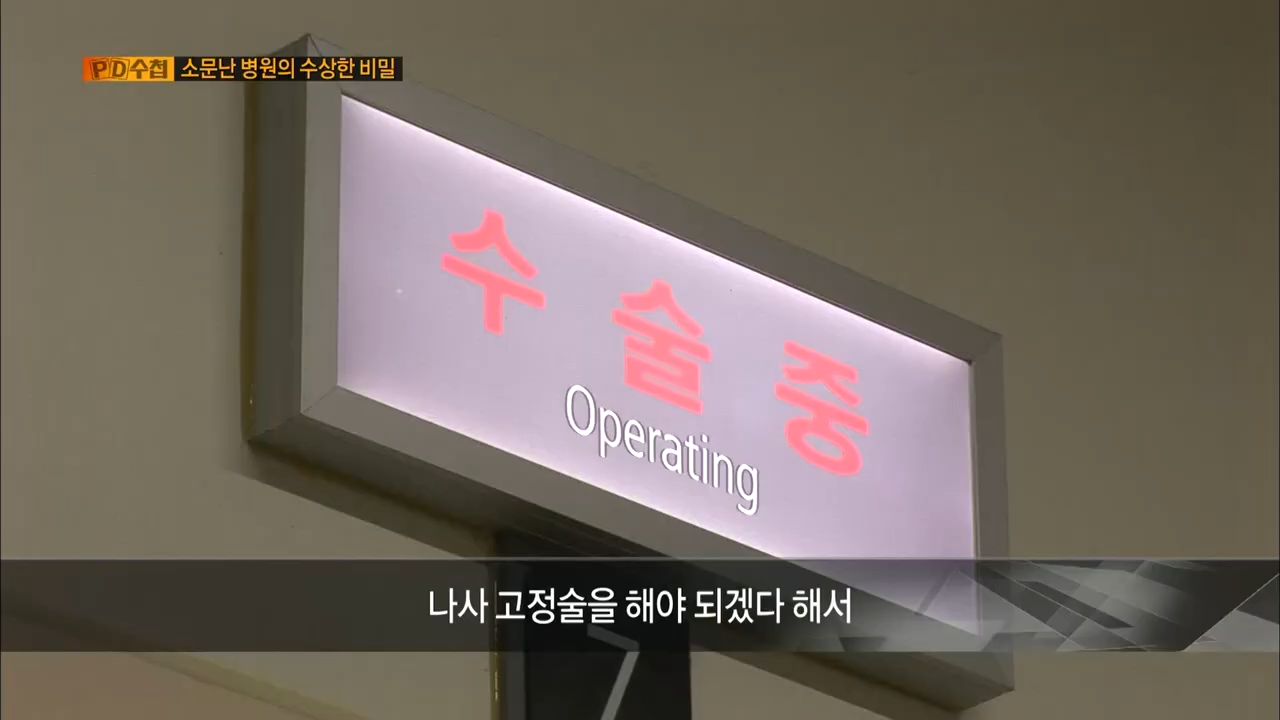 PD수첩 소문난 병원의 수상한 비밀
수술중
Operating
7
나사 고정술을 해야 되겠다 해서